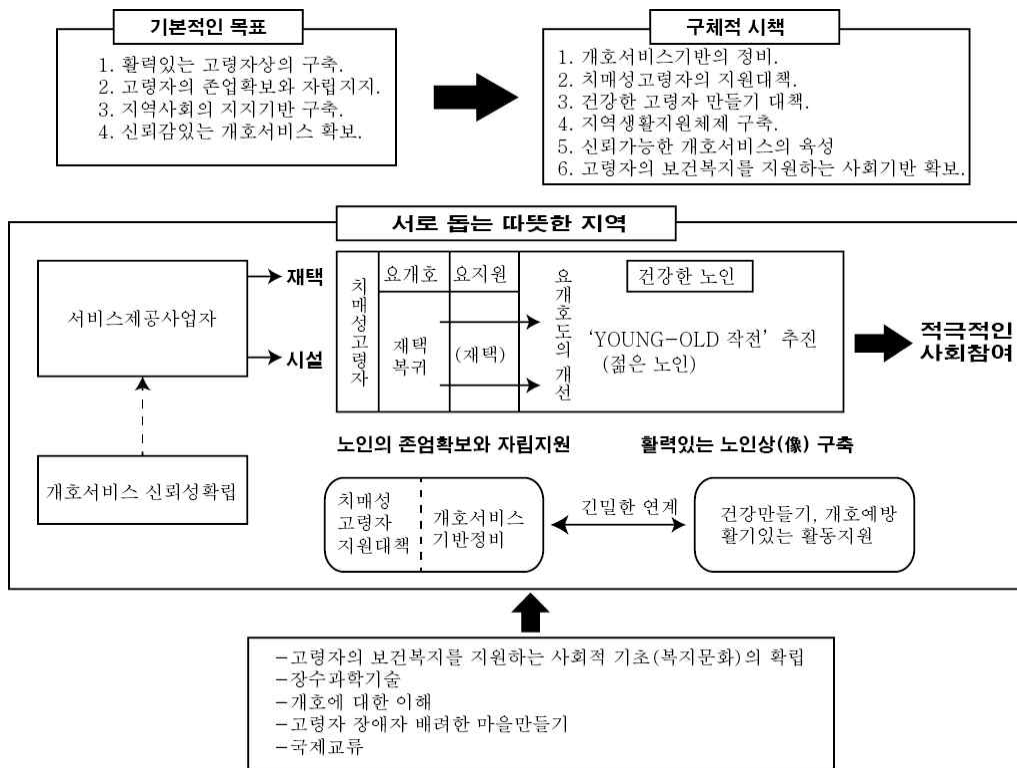 기본적인 목표
1. 활력있는 고령자상의 구축.
2. 고령자의 존업확보와 자립지지.
3. 지역사회의 지지기반 구축.
4. 신뢰감있는 개호서비스 확보.
구체적 시책
1. 개호서비스기반의 정비.
2. 치매성고령자의 지원대책.
3. 건강한 고령자 만들기 대책.
4. 지역생활지원체제 구축.
5. 신뢰가능한 개호서비스의 육성
6. 고령자의 보건복지를 지원하는 사회기반 확보.
서로 돕는 따뜻한 지역
서비스제공사업자
재택
시설
개호서비스 신뢰성확립
치매성고령자
요개호
요지원
재택
복귀
(재택)
요개호도의 개선
건강한 노인
‘YOUNG-OLD 작전’ 추진
(젊은 노인)
적극적인
사회참여
노인의 존엄확보와 자립지원
활력있는 노인상(像) 구축
치매성
고령자
지원대책
개호서비스
기반정비
긴밀한 연계
건강만들기, 개호예방
활기있는 활동지원
-고령자의 보건복지를 지원하는 사회적 기초(복지문화)의 확립
-장수과학기술
-개호에 대한 이해
-고령자 장애자 배려한 마을만들기
-국제교류